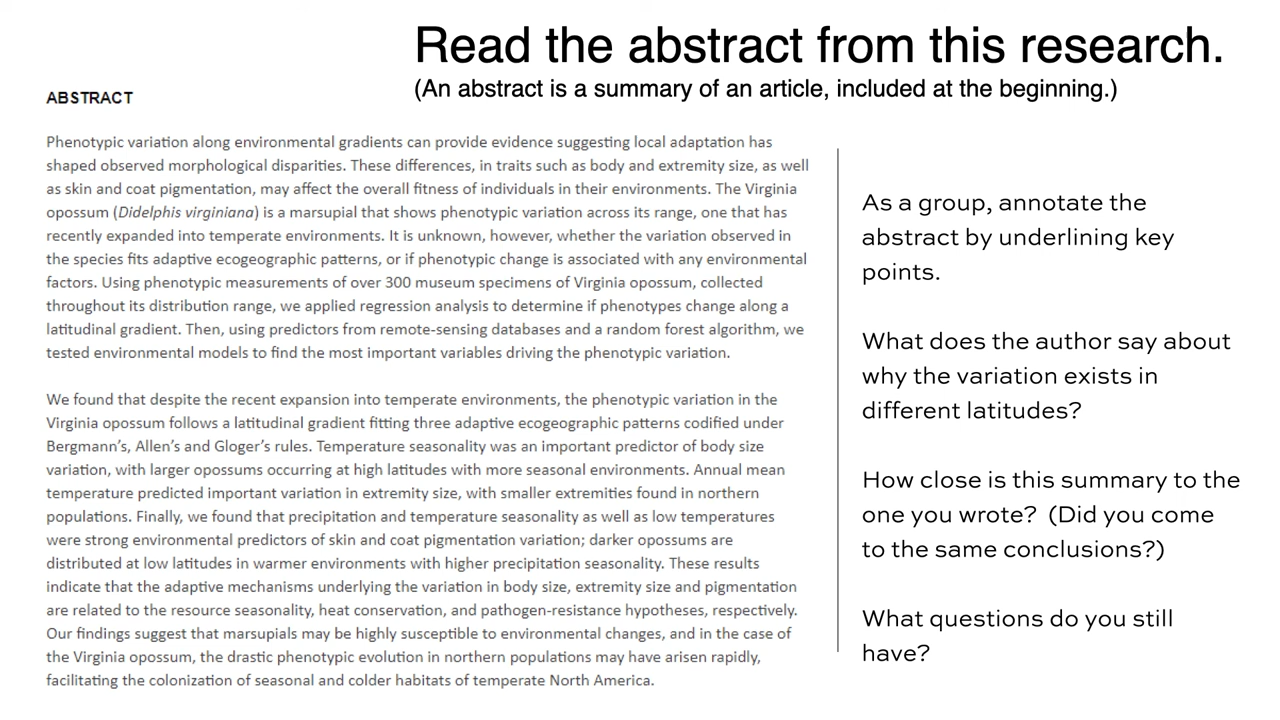 Read the abstract from this research.
(An abstract is a summary of an article, included at the beginning.)
ABSTRACT
Phenotypic variation along environmental gradients can provide evidence suggesting local adaptation has
shaped observed morphological disparities. These differences, in traits such as body and extremity size, as well
as skin and coat pigmentation, may affect the overall fitness of individuals in their environments. The Virginia
opossum (Didelphis virginiana) is a marsupial that shows phenotypic variation across its range, one that has
recently expanded into temperate environments. It is unknown, however, whether the variation observed in
the species fits adaptive ecogeographic patterns, or if phenotypic change is associated with any environmental
factors. Using phenotypic measurements of over 300 museum specimens of Virginia opossum, collected
throughout its distribution range, we applied regression analysis to determine if phenotypes change along a
latitudinal gradient. Then, using predictors from remote-sensing databases and a random forest algorithm, we
tested environmental models to find the most important variables driving the phenotypic variation.
We found that despite the recent expansion into temperate environments, the phenotypic variation in the
Virginia opossum follows a latitudinal gradient fitting three adaptive ecogeographic patterns codified under
Bergmann's, Allen's and Gloger's rules. Temperature seasonality was an important predictor of body size
variation, with larger opossums occurring at high latitudes with more seasonal environments. Annual mean
temperature predicted important variation in extremity size, with smaller extremities found in northern
populations. Finally, we found that precipitation and temperature seasonality as well as low temperatures
were strong environmental predictors of skin and coat pigmentation variation; darker opossums are
distributed at low latitudes in warmer environments with higher precipitation seasonality. These results
indicate that the adaptive mechanisms underlying the variation in body size, extremity size and pigmentation
are related to the resource seasonality, heat conservation, and pathogen-resistance hypotheses, respectively.
Our findings suggest that marsupials may be highly susceptible to environmental changes, and in the case of
the Virginia opossum, the drastic phenotypic evolution in northern populations may have arisen rapidly,
facilitating the colonization of seasonal and colder habitats of temperate North America.
As a group, annotate the
abstract by underlining key
points.
What does the author say about
why the variation exists in
different latitudes?
How close is this summary to the
one you wrote? (Did you come
to the same conclusions?)
What questions do you still
have?